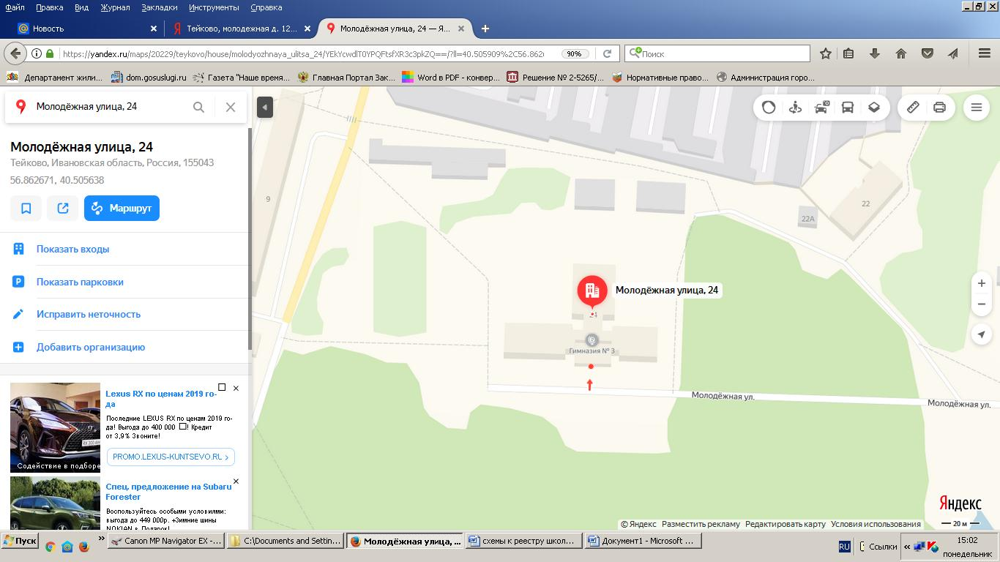 Файл Правка Вид Журнал Закладки Инструменты Справка
Новость
Тейково, молодежная д. 12...
Молодёжная улица, 24 — Я...
https://yandex.ru/maps/20229/teykovo/house/molodyozhnaya_ulitsa_24/YEkYcwdlT0YPQFtsfXR3c3pkZQ==/?ll=40.505909%2C56.862
90%
Поиск
Департамент жили...
dom.gosuslugi.ru
Газета "Наше время...
Главная Портал Зак...
Word в PDF - конвер...
Решение № 2-5265/...
Нормативные право...
Администрация горо...
Молодёжная улица, 24
Молодёжная улица, 24
Тейково, Ивановская область, Россия, 155043
56.862671, 40.505638
Маршрут
Показать входы
Показать парковки
Исправить неточность
Добавить организацию
Lexus RX по ценам 2019 го-
да
Последние LEXUS RX по ценам 2019 го-
да! Выгода до 400 000 ! Кредит
от 3,9% Звоните!
PROMO.LEXUS-KUNTSEVO.RU
Содействие в подборе
Спец. предложение на Subaru
Forester
Воспользуйтесь особыми условиями:
выгода до 449 000р. +Зимние шины
NOKIAN в Подарок!
9
22
22А
Молодёжная улица, 24
24
Гимназия № 3
Молодёжная ул.
Молодёжная ул.
Яндекс
© Яндекс Разместить рекламу Редактировать карту Условия использования
20 м
Пуск
Canon MP Navigator EX -...
C:\Documents and Settin...
Молодёжная улица, ...
схемы к реестру школ...
Документ1 - Microsoft ...
RU
Ссылки
15:02
понедельник